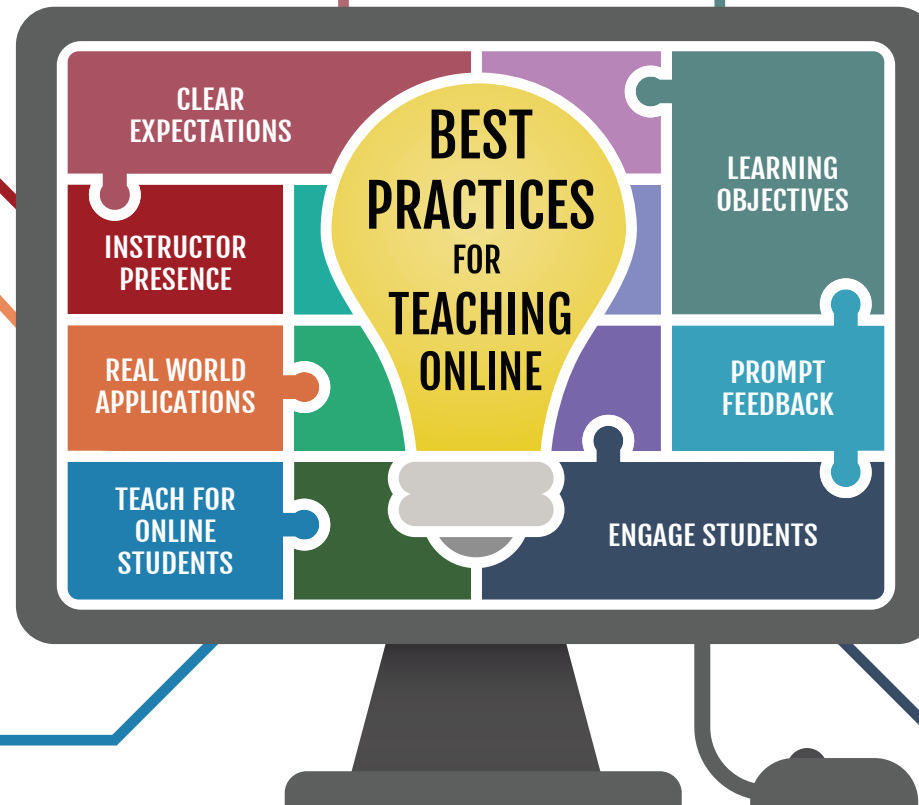 BEST
PRACTICES
FOR
TEACHING
ONLINE
CLEAR
EXPECTATIONS
INSTRUCTOR
PRESENCE
REAL WORLD
APPLICATIONS
TEACH FOR
ONLINE
STUDENTS
LEARNING
OBJECTIVES
PROMPT
FEEDBACK
ENGAGE STUDENTS